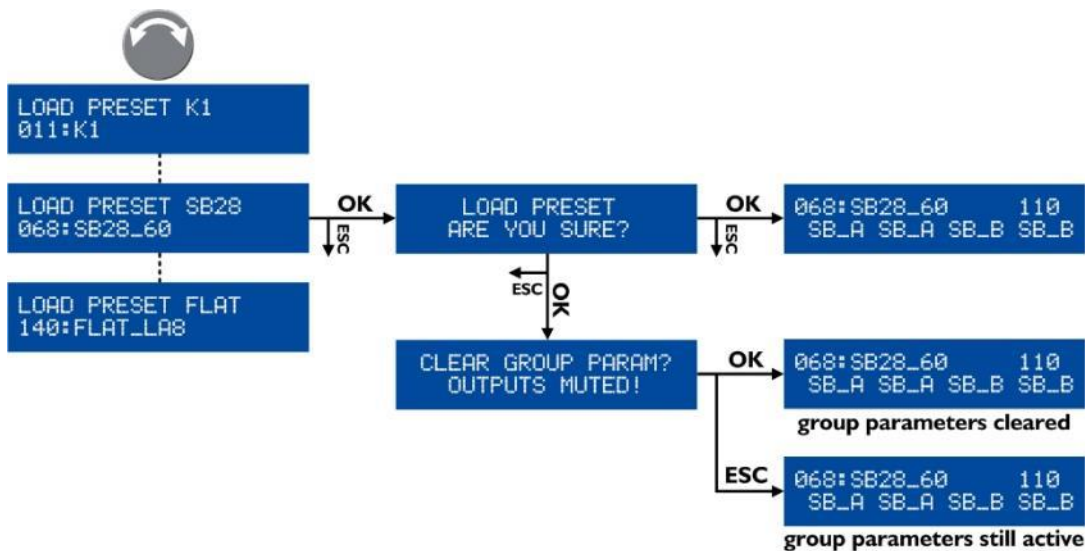 LOAD PRESET K1
011:K1
LOAD PRESET SB28
068:SB28_60
OK
ESC
LOAD PRESET
ARE YOU SURE?
OK
ESC
068:SB28_60 110
SB_A SB_A SB_B SB_B
LOAD PRESET FLAT
140:FLAT_LA8
ESC
OK
CLEAR GROUP PARAM?
OUTPUTS MUTED!
OK
068:SB28_60 110
SB_A SB_A SB_B SB_B
group parameters cleared
ESC
068:SB28_60 110
SB_A SB_A SB_B SB_B
group parameters still active